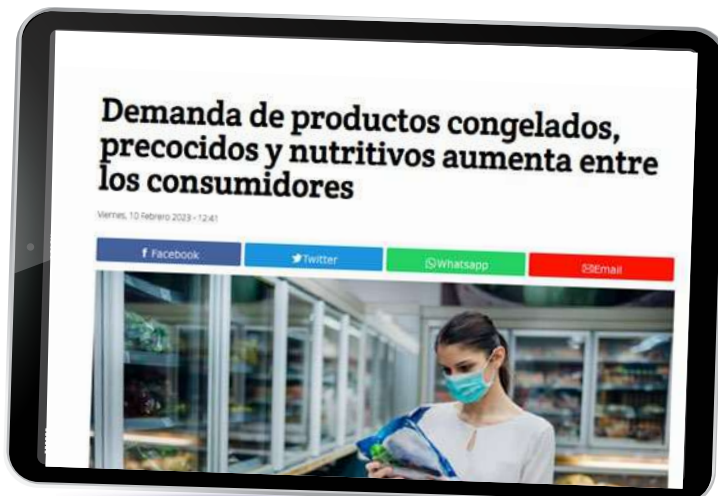 Demanda de productos congelados,
precocidos y nutritivos aumenta entre
los consumidores
Viernes, 10 Febrero 2023 - 12:41
Facebook Twitter Whatsapp Email